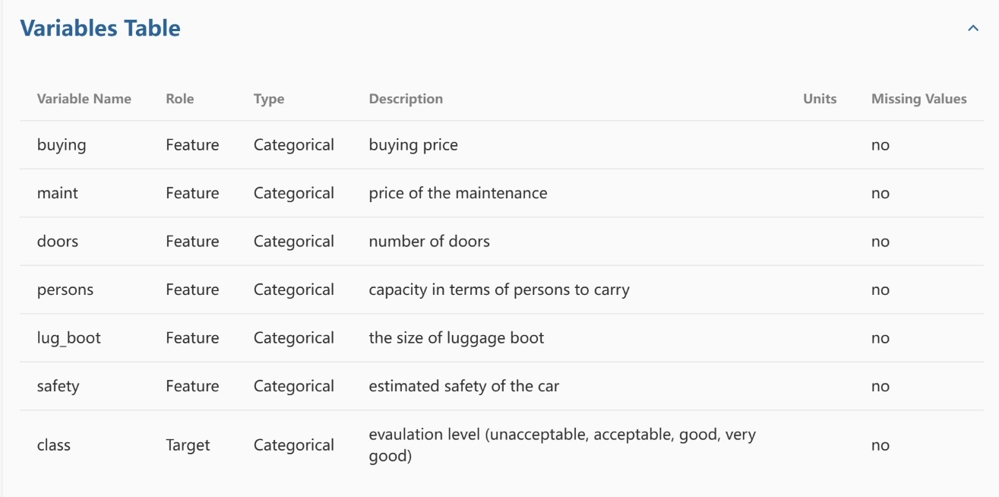 Variables Table
Variable Name Role Type Description Units Missing Values
buying Feature Categorical buying price no
maint Feature Categorical price of the maintenance no
doors Feature Categorical number of doors no
persons Feature Categorical capacity in terms of persons to carry no
lug_boot Feature Categorical the size of luggage boot no
safety Feature Categorical estimated safety of the car no
class Target Categorical evaulation level (unacceptable, acceptable, good, very
good) no